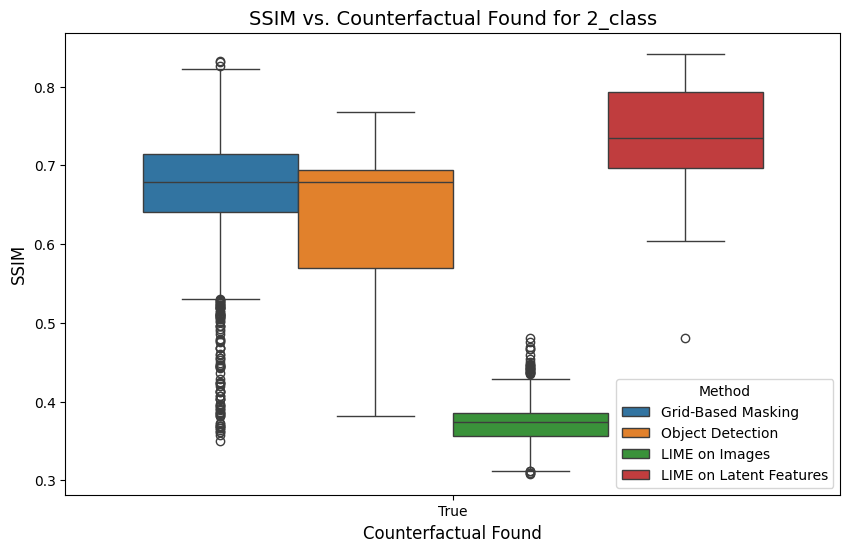 SSIM vs. Counterfactual Found for 2_class
0.8
0.7
0.6
0.5
0.4
0.3
SSIM
True
Counterfactual Found
Method
Grid-Based Masking
Object Detection
LIME on Images
LIME on Latent Features